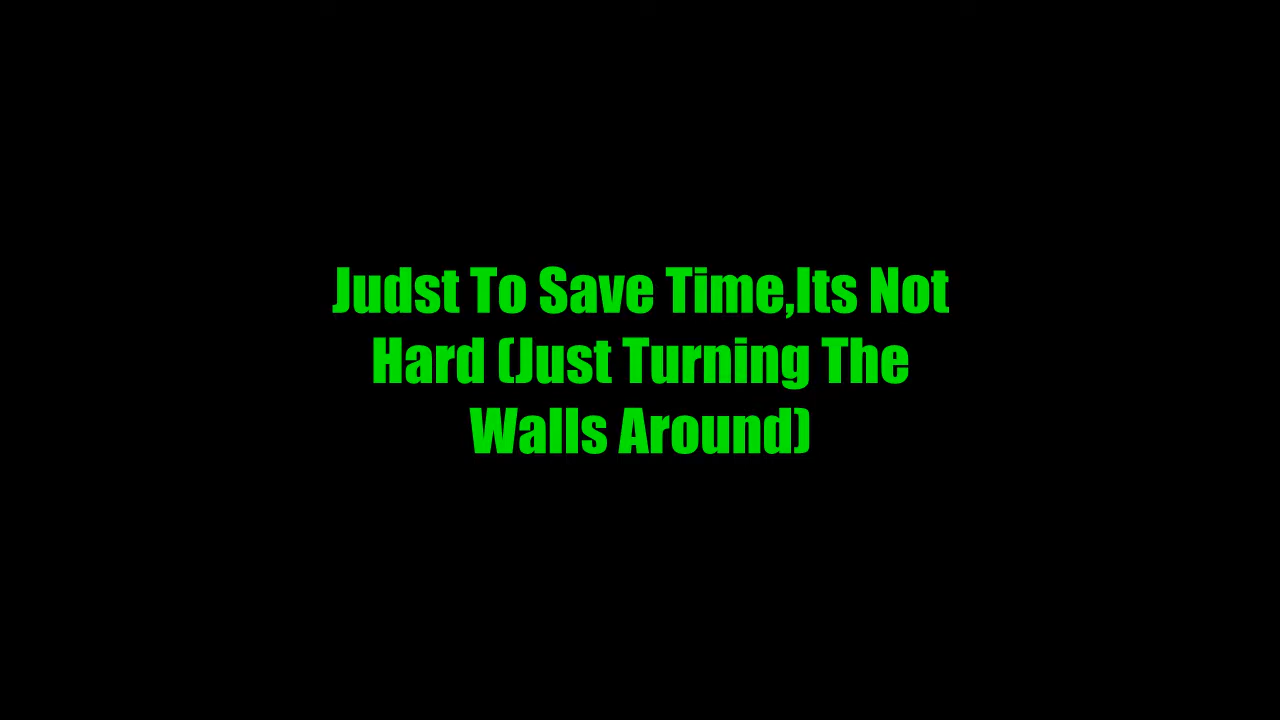 Judst To Save Time,Its Not
Hard (Just Turning The
Walls Around)